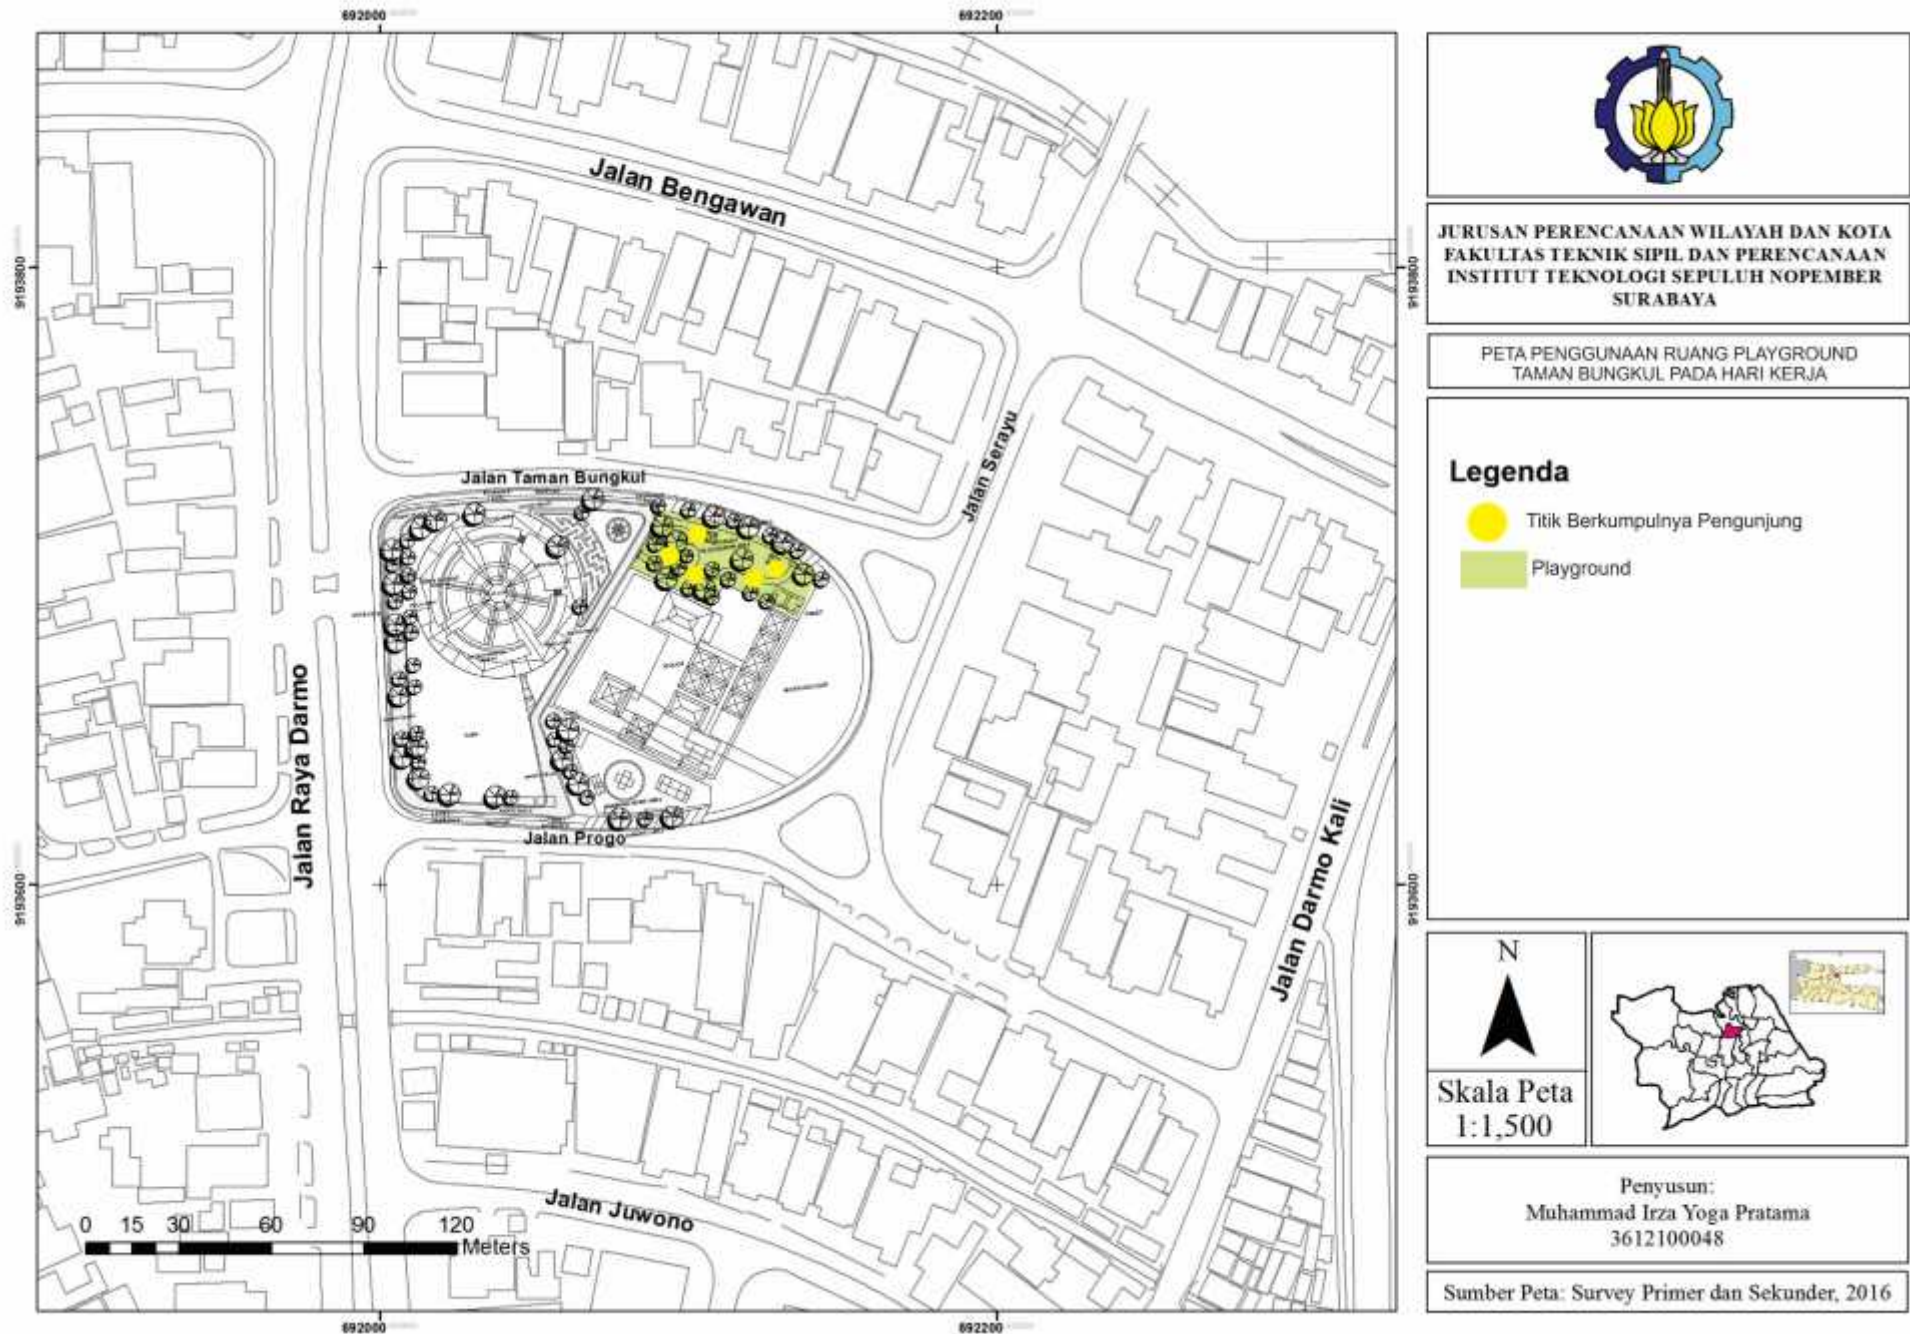 692000
692200
Jalan Bengawan
9193800
9193800
Jalan Serayu
Jalan Taman Bungkul
Jalan Raya Darmo
Jalan Progo
Jalan Darmo Kali
9193600
9193600
Jalan Juwono
0 15 30 60 90 120
Meters
692000
692200
JURUSAN PERENCANAAN WILAYAH DAN KOTA
FAKULTAS TEKNIK SIPIL DAN PERENCANAAN
INSTITUT TEKNOLOGI SEPULUH NOPEMBER
SURABAYA
PETA PENGGUNAAN RUANG PLAYGROUND
TAMAN BUNGKUL PADA HARI KERJA
Legenda
Titik Berkumpulnya Pengunjung
Playground
N
Skala Peta
1:1,500
Penyusun:
Muhammad Irza Yoga Pratama
3612100048
Sumber Peta: Survey Primer dan Sekunder, 2016